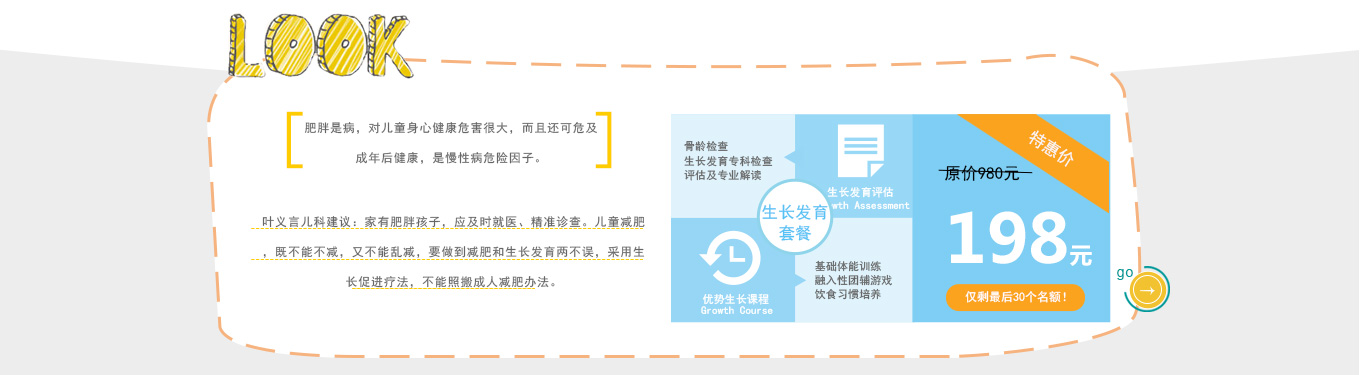 LOOK
肥胖是病，对儿童身心健康危害很大，而且还可危及
成年后健康，是慢性病危险因子。
叶义言儿科建议：家有肥胖孩子，应及时就医、精准诊查。儿童减肥
，既不能不减，又不能乱减，要做到减肥和生长发育两不误，采用生
长促进疗法，不能照搬成人减肥办法。
骨龄检查
生长发育专科检查
评估及专业解读
生长发育评估
wth Assessment
生长发育
套餐
优势生长课程
Growth Course
基础体能训练
融入性团辅游戏
饮食习惯培养
特惠价
原价980元
198元
仅剩最后30个名额！
go